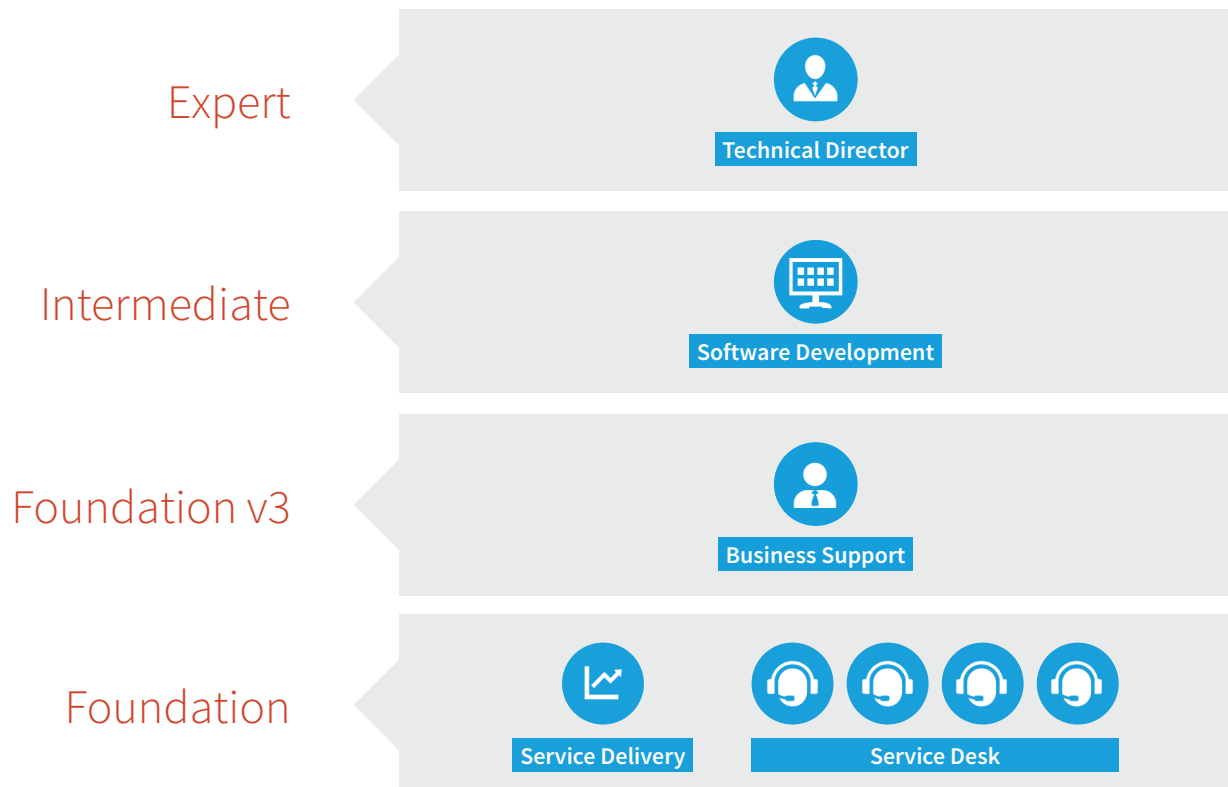 Expert
Technical Director
Intermediate
Software Development
Foundation v3
Business Support
Foundation
Service Delivery
Service Desk